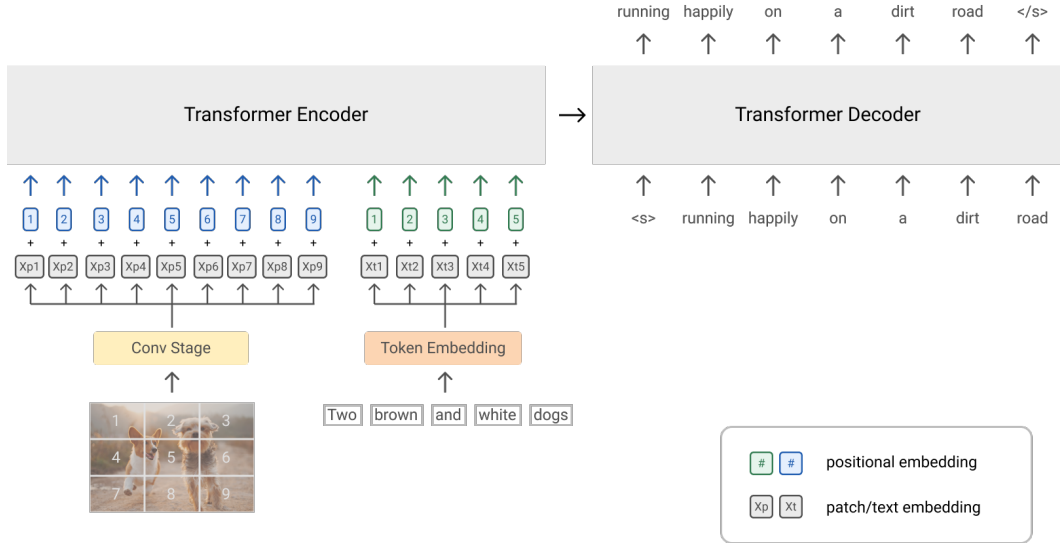 running happily on a dirt road </s>
Transformer Encoder
Transformer Decoder
1 2 3 4 5 6 7 8 9
1 2 3 4 5
<s> running happily on a dirt road
+ + + + + + + + +
+ + + + +
Xp1 Xp2 Xp3 Xp4 Xp5 Xp6 Xp7 Xp8 Xp9
Xt1 Xt2 Xt3 Xt4 Xt5
Conv Stage
Token Embedding
1 2 3
4 5 6
7 8 9
Two brown and white dogs
# # positional embedding
Xp Xt patch/text embedding